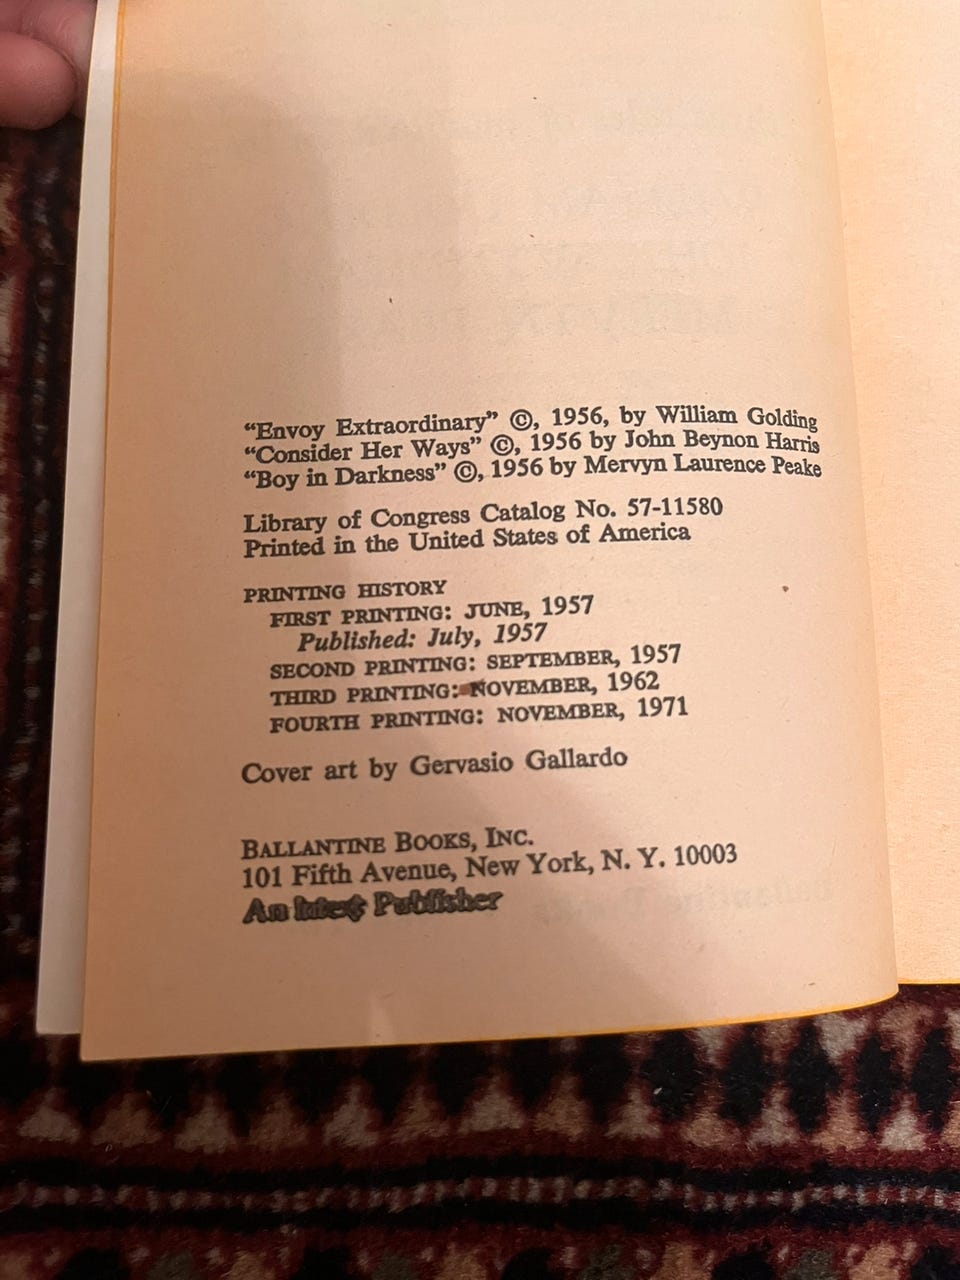 “Envoy Extraordinary” ©, 1956, by William Golding
“Consider Her Ways” ©, 1956 by John Beynon Harris
“Boy in Darkness” ©, 1956 by Mervyn Laurence Peake
Library of Congress Catalog No. 57-11580
Printed in the United States of America
PRINTING HISTORY
FIRST PRINTING: JUNE, 1957
Published: July, 1957
SECOND PRINTING: SEPTEMBER, 1957
THIRD PRINTING: NOVEMBER, 1962
FOURTH PRINTING: NOVEMBER, 1971
Cover art by Gervasio Gallardo
BALLANTINE BOOKS, INC.
101 Fifth Avenue, New York, N. Y. 10003
An Intext Publisher